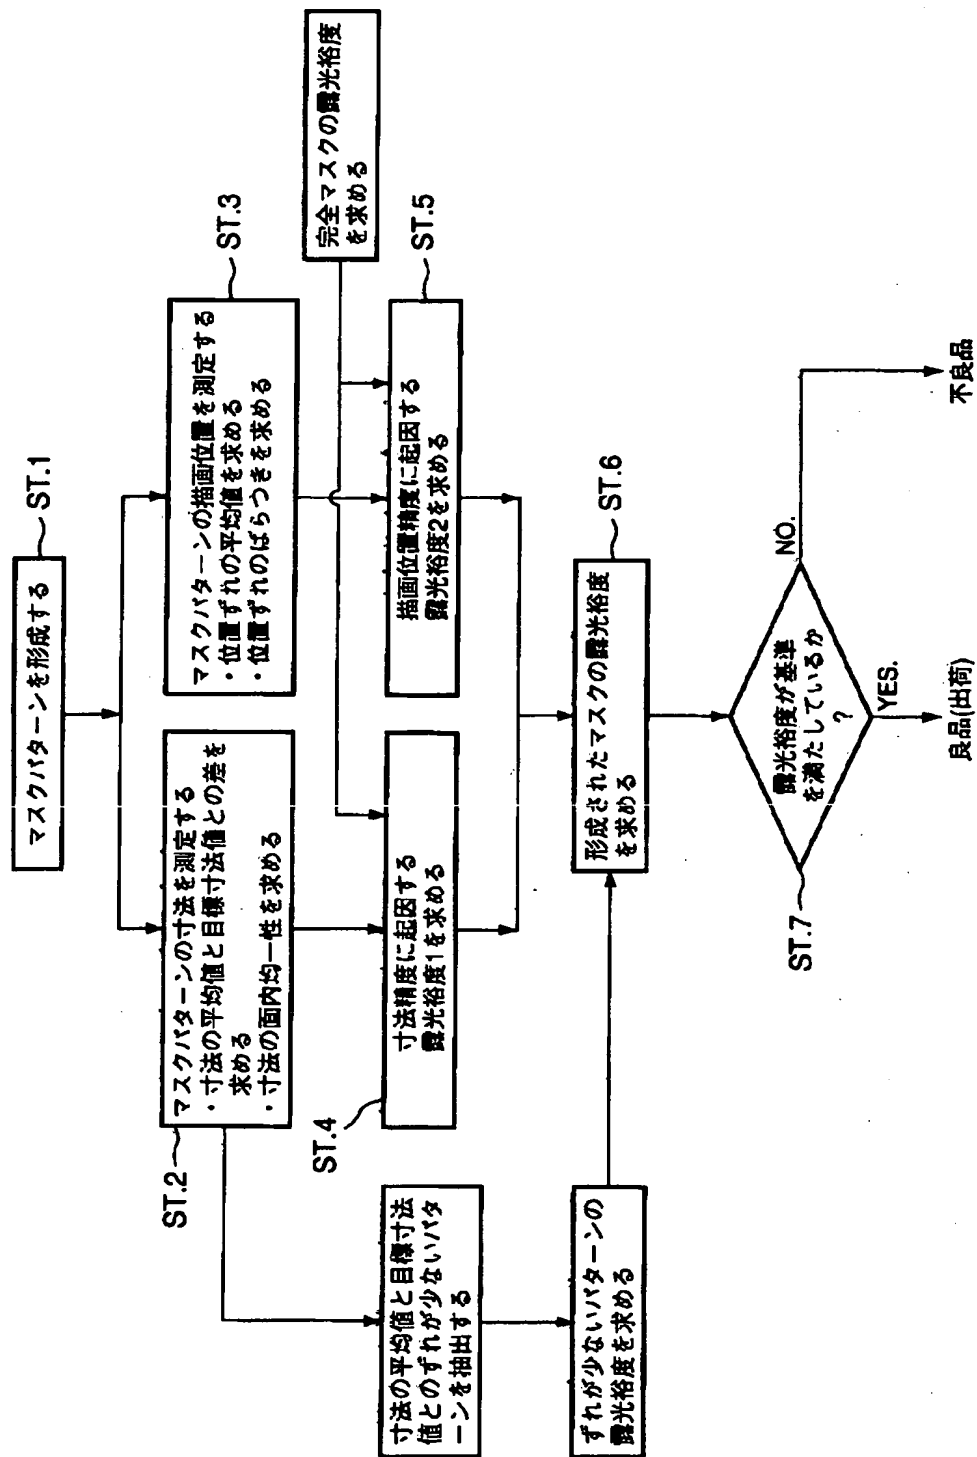 マスクパターンを形成する
ST.1
ST.2
マスクパターンの寸法を測定する
・寸法の平均値と目標寸法値との差を
求める
・寸法の面内均一性を求める
マスクパターンの描画位置を測定する
・位置ずれの平均値を求める
・位置ずれのばらつきを求める
ST.3
完全マスクの露光裕度
を求める
寸法の平均値と目標寸法
値とのずれが少ないパタ
ーンを抽出する
ST.4
寸法精度に起因する
露光裕度1を求める
描画位置精度に起因する
露光裕度2を求める
ST.5
ずれが少ないパターンの
露光裕度を求める
形成されたマスクの露光裕度
を求める
ST.6
ST.7
露光裕度が基準
を満たしているか
?
NO.
YES.
良品(出荷)
不良品